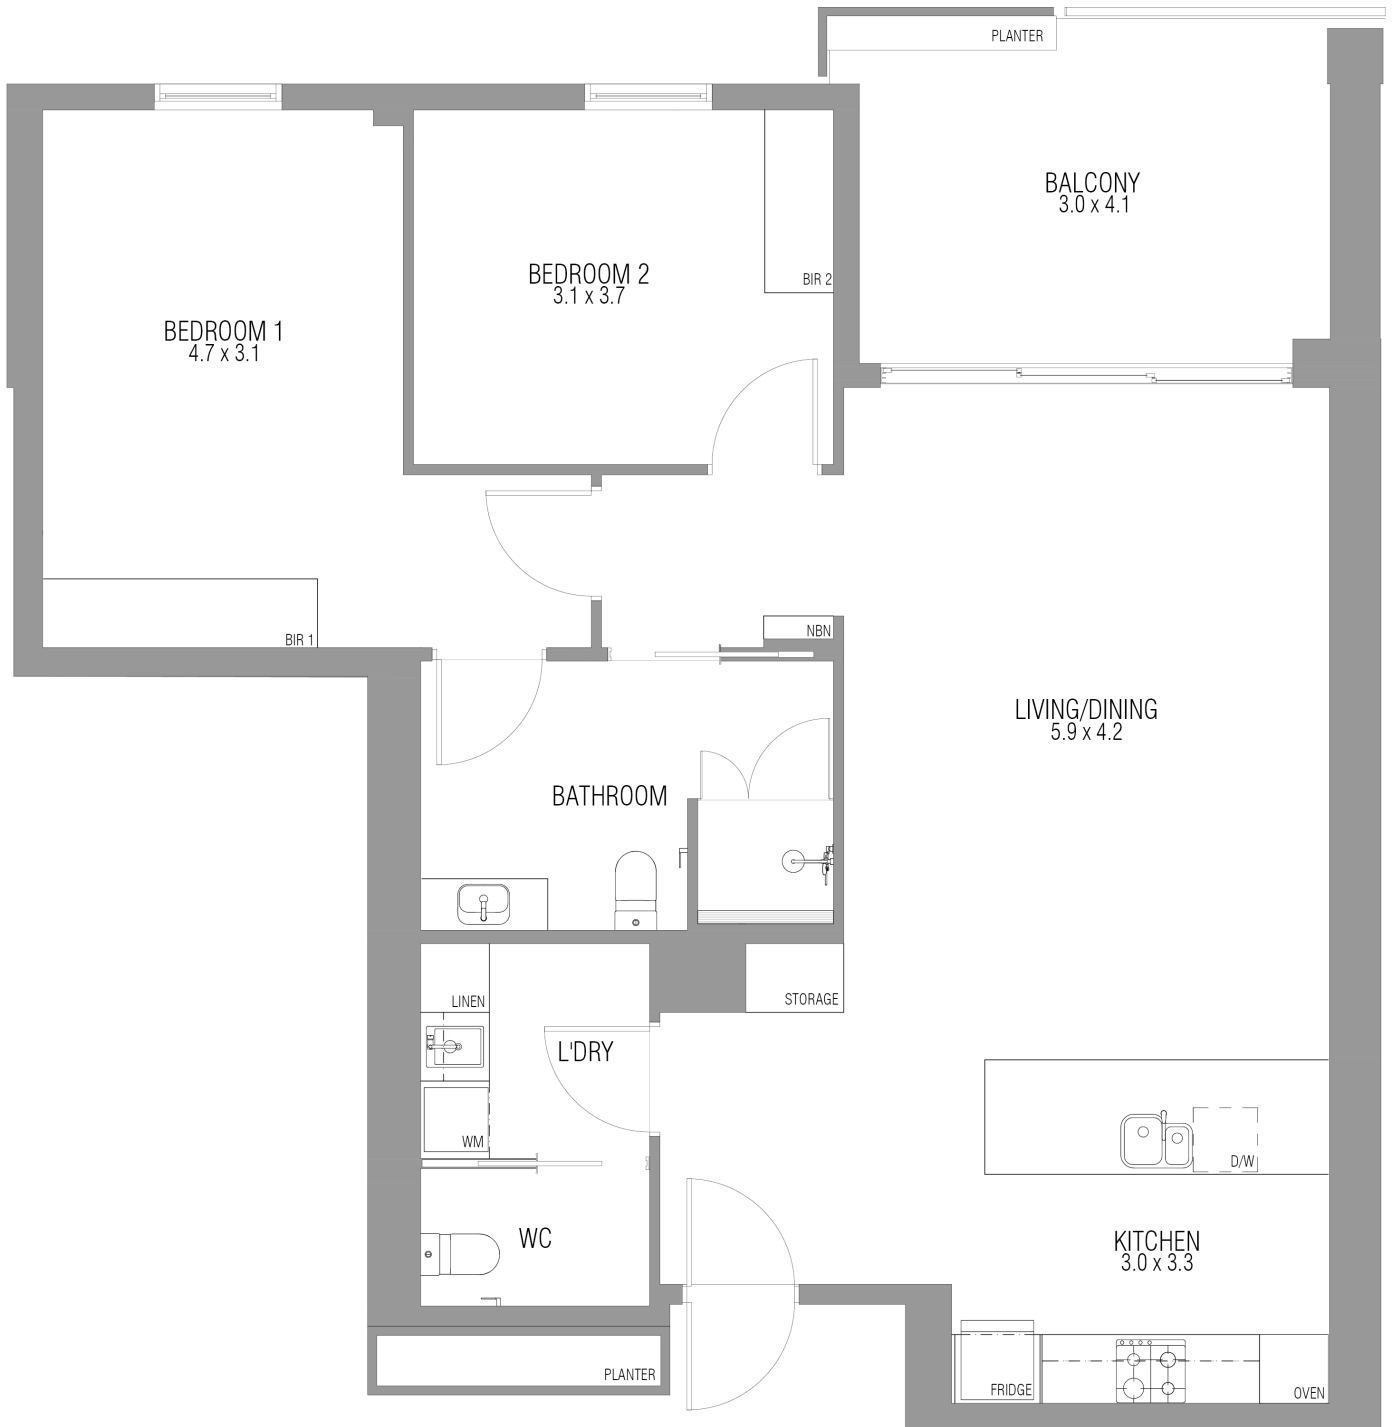 PLANTER
BALCONY
3.0 x 4.1
BEDROOM 2
3.1 x 3.7
BIR 2
BEDROOM 1
4.7 x 3.1
BIR 1
NBN
LIVING/DINING
5.9 x 4.2
BATHROOM
LINEN
STORAGE
L'DRY
WM
D/W
WC
KITCHEN
3.0 x 3.3
PLANTER
FRIDGE
OVEN